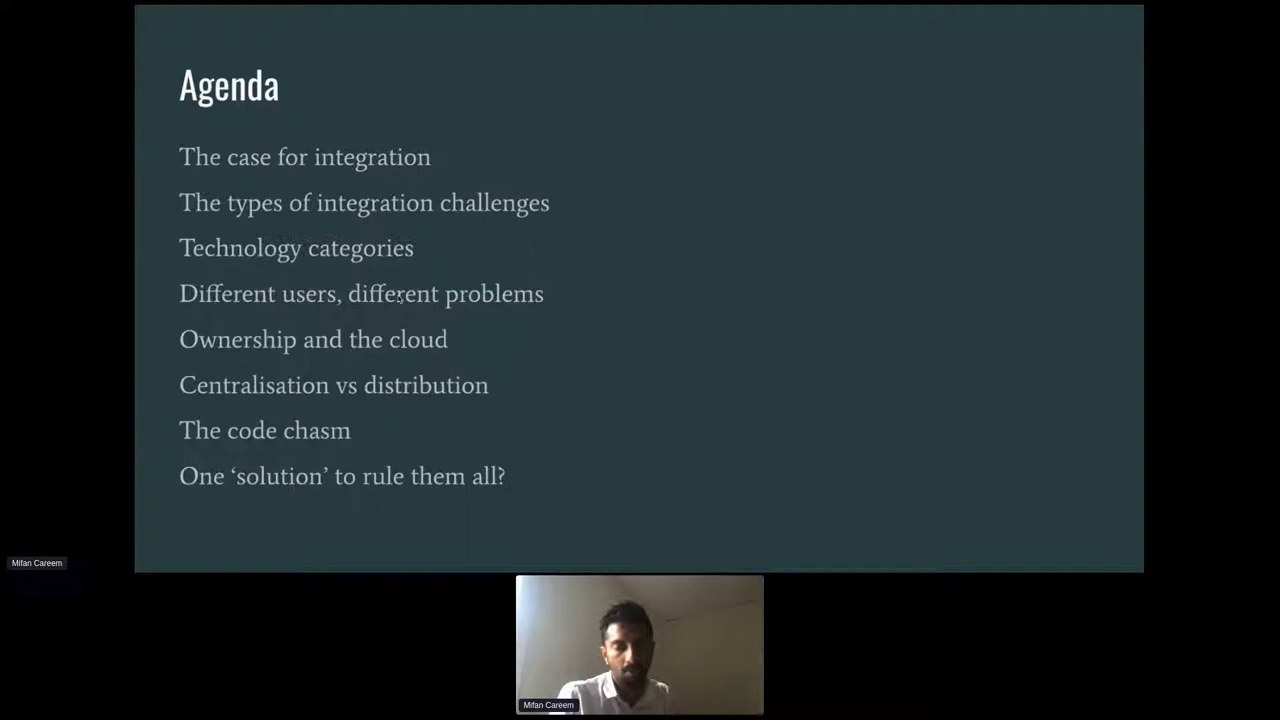 Agenda
The case for integration
The types of integration challenges
Technology categories
Different users, different problems
Ownership and the cloud
Centralisation vs distribution
The code chasm
One ‘solution’ to rule them all?
Mifan Careem
Mifan Careem